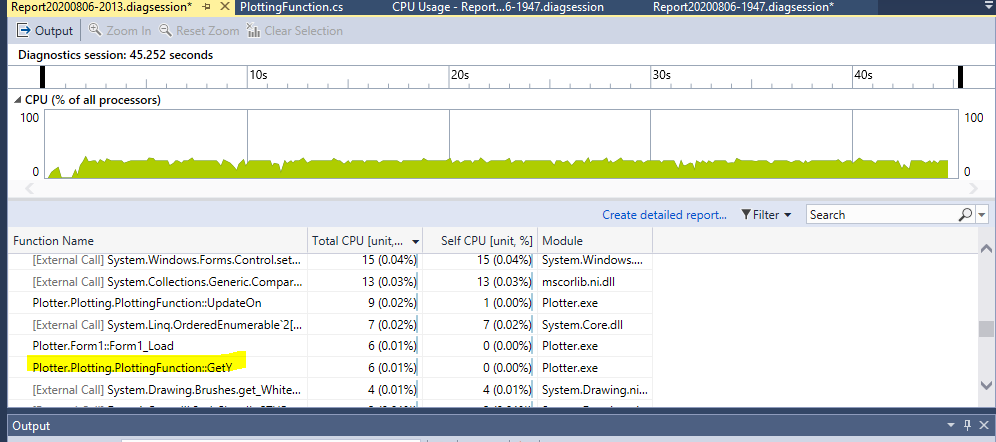 Report20200806-2013.diagsession* PlottingFunction.cs CPU Usage - Report...6-1947.diagsession Report20200806-1947.diagsession*
Output Zoom In Reset Zoom Clear Selection
Diagnostics session: 45.252 seconds
10s 20s 30s 40s
CPU (% of all processors)
100 100
0 0
Create detailed report... Filter Search
Function Name Total CPU [unit,... Self CPU [unit, %] Module
[External Call] System.Windows.Forms.Control.set... 15 (0.04%) 15 (0.04%) System.Windows....
[External Call] System.Collections.Generic.Compar... 13 (0.03%) 13 (0.03%) mscorlib.ni.dll
Plotter.Plotting.PlottingFunction::UpdateOn 9 (0.02%) 1 (0.00%) Plotter.exe
[External Call] System.Linq.OrderedEnumerable`2[... 7 (0.02%) 7 (0.02%) System.Core.dll
Plotter.Form1::Form1_Load 6 (0.01%) 0 (0.00%) Plotter.exe
Plotter.Plotting.PlottingFunction::GetY 6 (0.01%) 0 (0.00%) Plotter.exe
[External Call] System.Drawing.Brushes.get_White... 4 (0.01%) 4 (0.01%) System.Drawing.ni...
Output